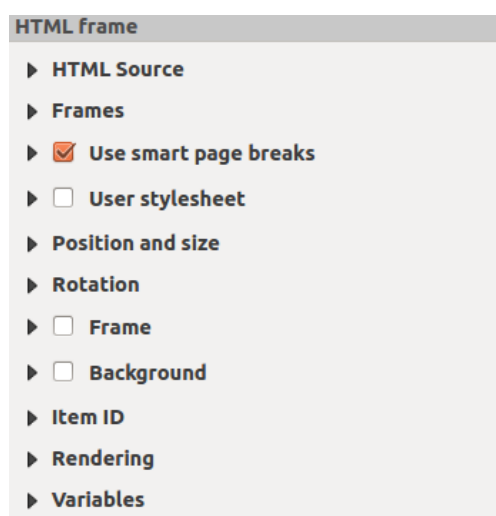 HTML frame
HTML Source
Frames
Use smart page breaks
User stylesheet
Position and size
Rotation
Frame
Background
Item ID
Rendering
Variables